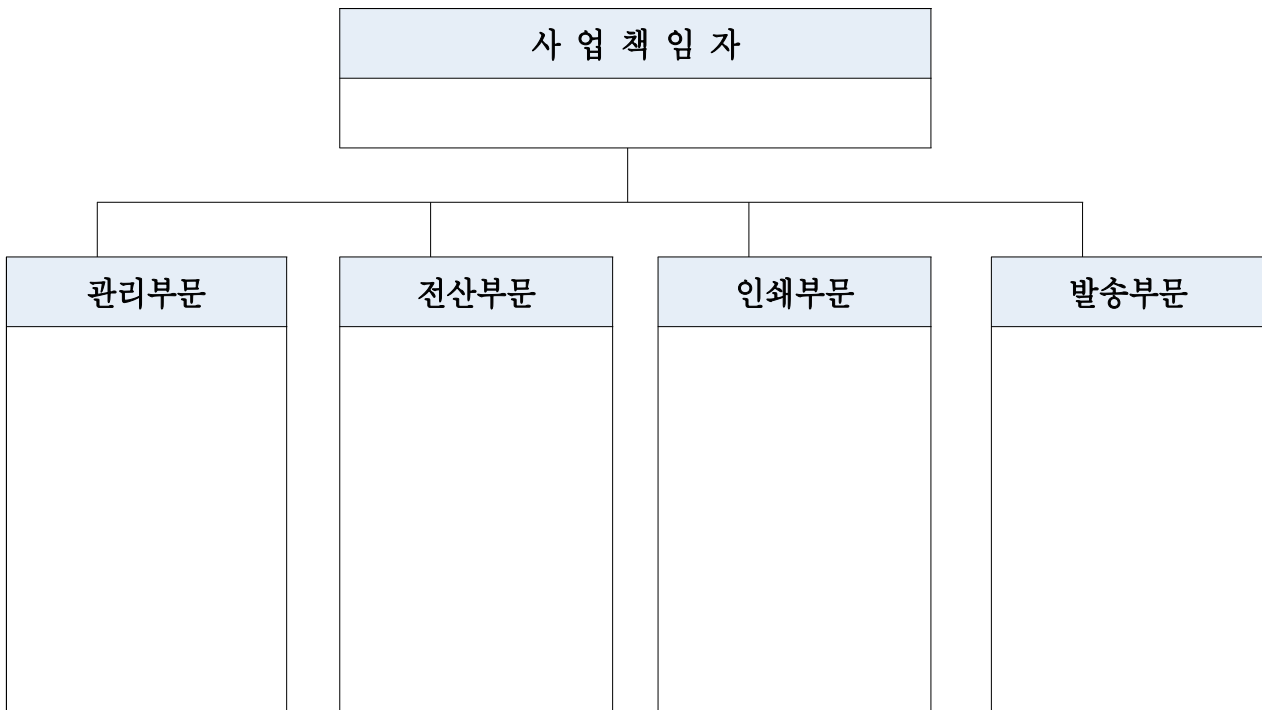 사 업 책 임 자
관리부문
전산부문
인쇄부문
발송부문